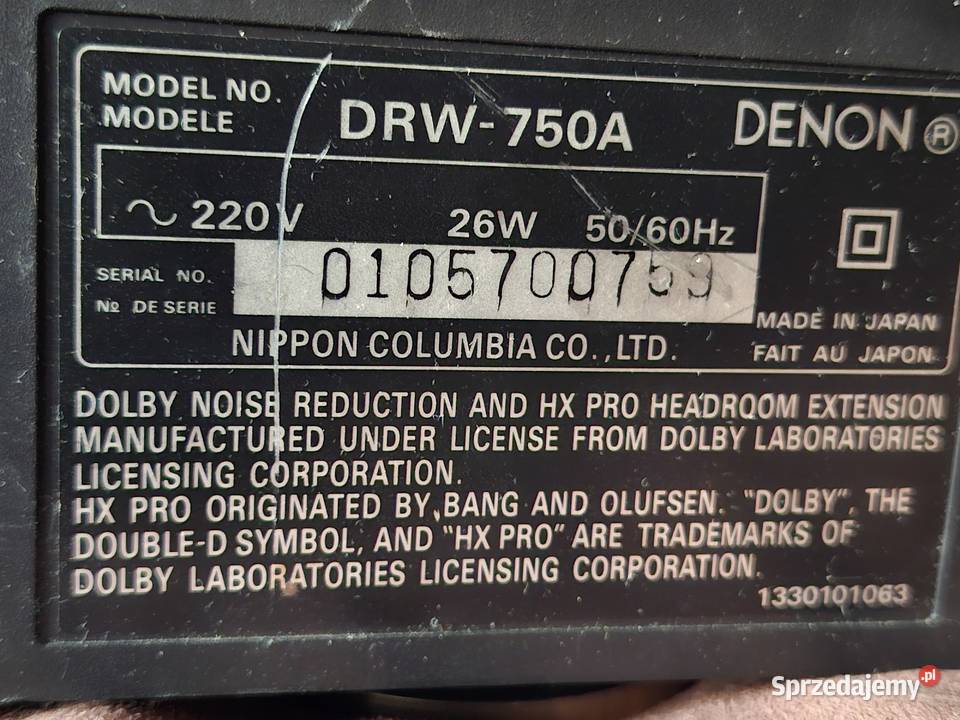 MODEL NO.
MODELE
DRW-750A
DENON®
~ 220V 26W 50/60Hz
SERIAL NO.
№ DE SERIE
0105700759
MADE IN JAPAN
FAIT AU JAPON
NIPPON COLUMBIA CO.,LTD.
DOLBY NOISE REDUCTION AND HX PRO HEADROOM EXTENSION
MANUFACTURED UNDER LICENSE FROM DOLBY LABORATORIES
LICENSING CORPORATION.
HX PRO ORIGINATED BY BANG AND OLUFSEN. "DOLBY", THE
DOUBLE-D SYMBOL, AND "HX PRO" ARE TRADEMARKS OF
DOLBY LABORATORIES LICENSING CORPORATION.
1330101063
Sprzedajemy.pl